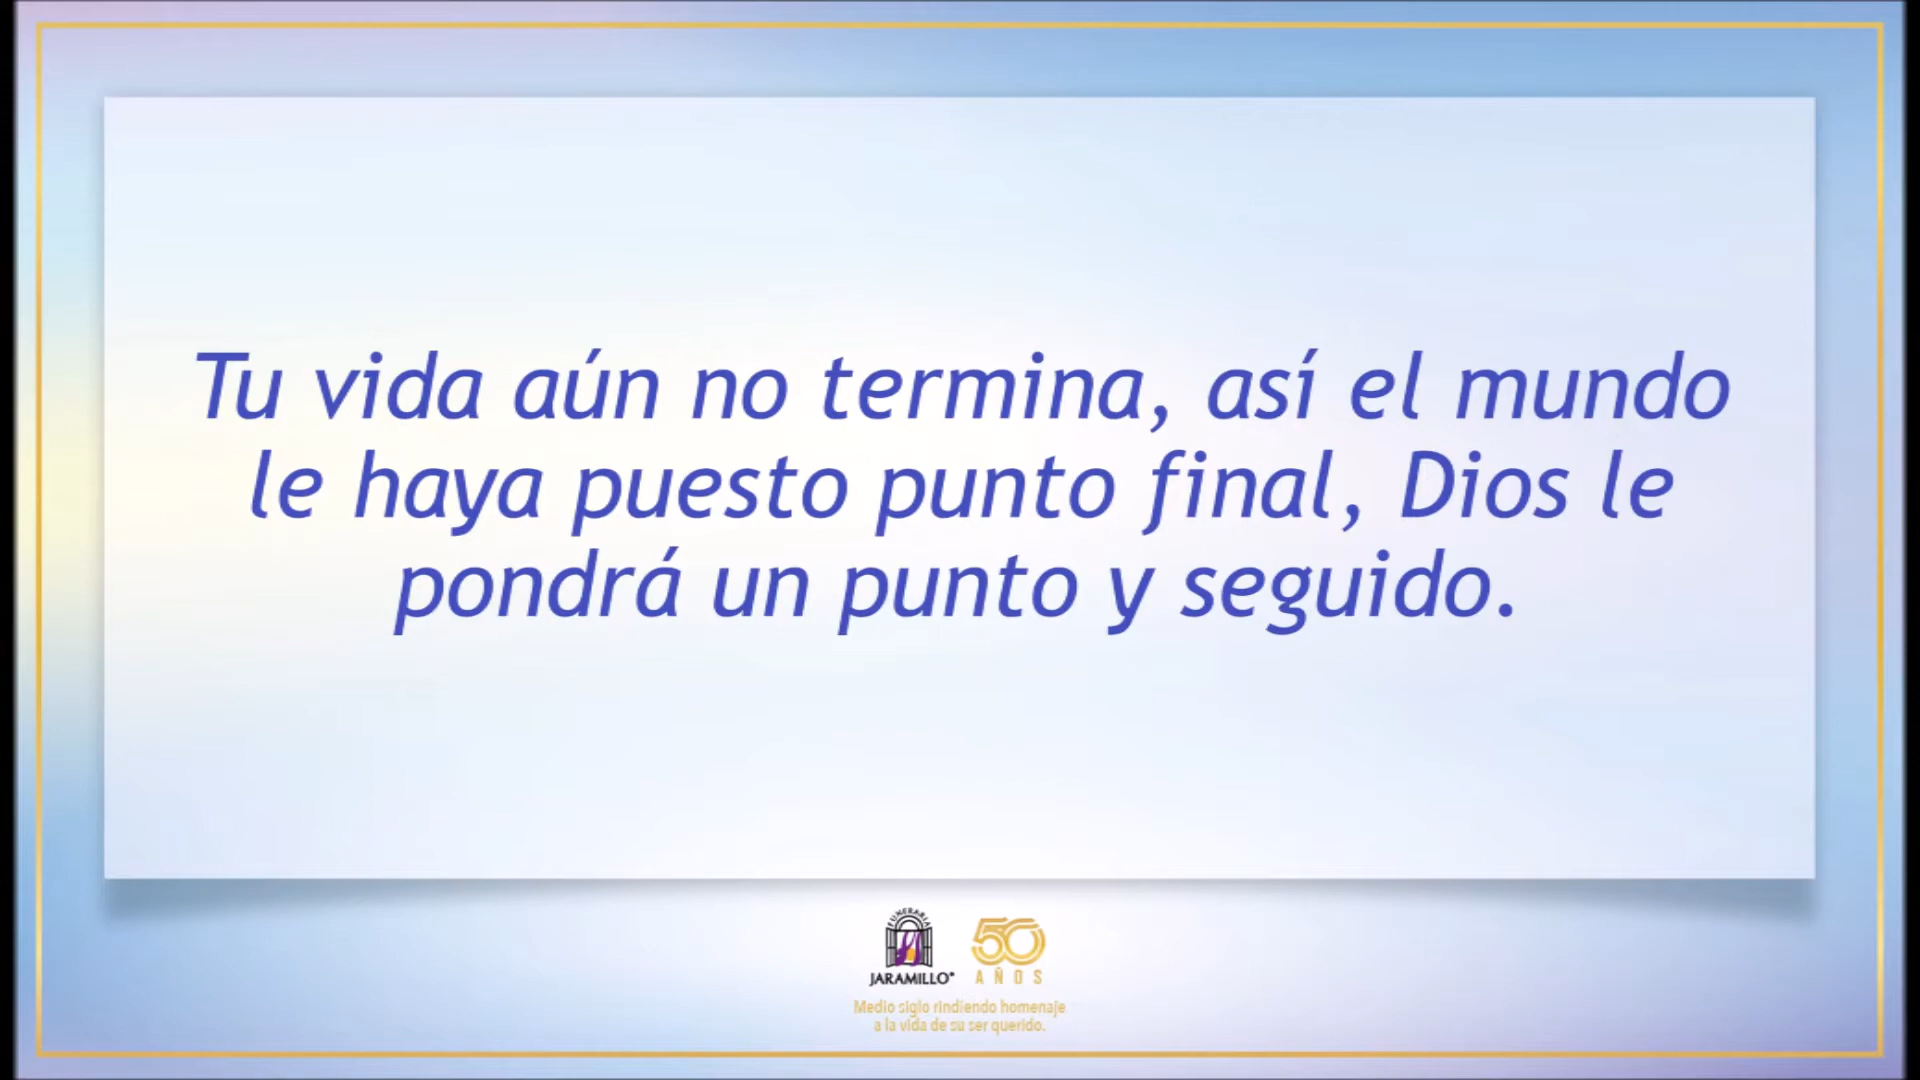 Tu vida aún no termina, así el mundo
le haya puesto punto final, Dios le
pondrá un punto y seguido.
FUNERARIA
JARAMILLO®
50
AÑOS
Medio siglo rindiendo homenaje
a la vida de su ser querido.